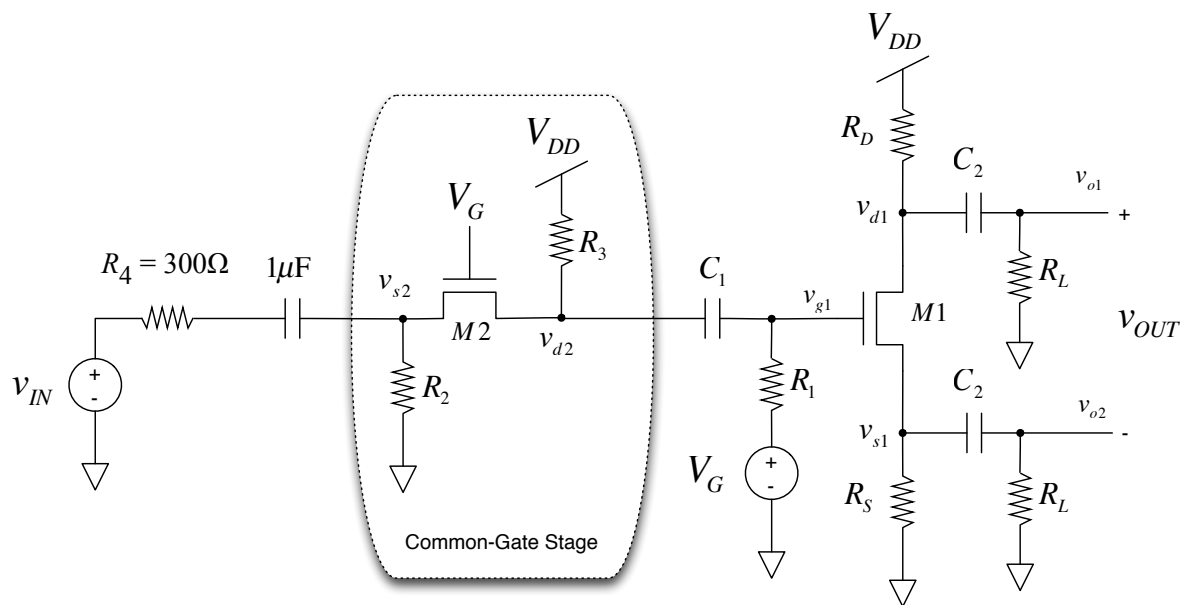 V_DD
R_D
C_2
v_o1
+
v_d1
R_L
V_DD
V_G
R_3
R_4 = 300Ω
1μF
v_s2
M2
v_d2
C_1
v_g1
M1
v_OUT
v_IN
+
-
R_2
R_1
V_G
+
-
C_2
v_o2
-
v_s1
R_S
R_L
Common-Gate Stage